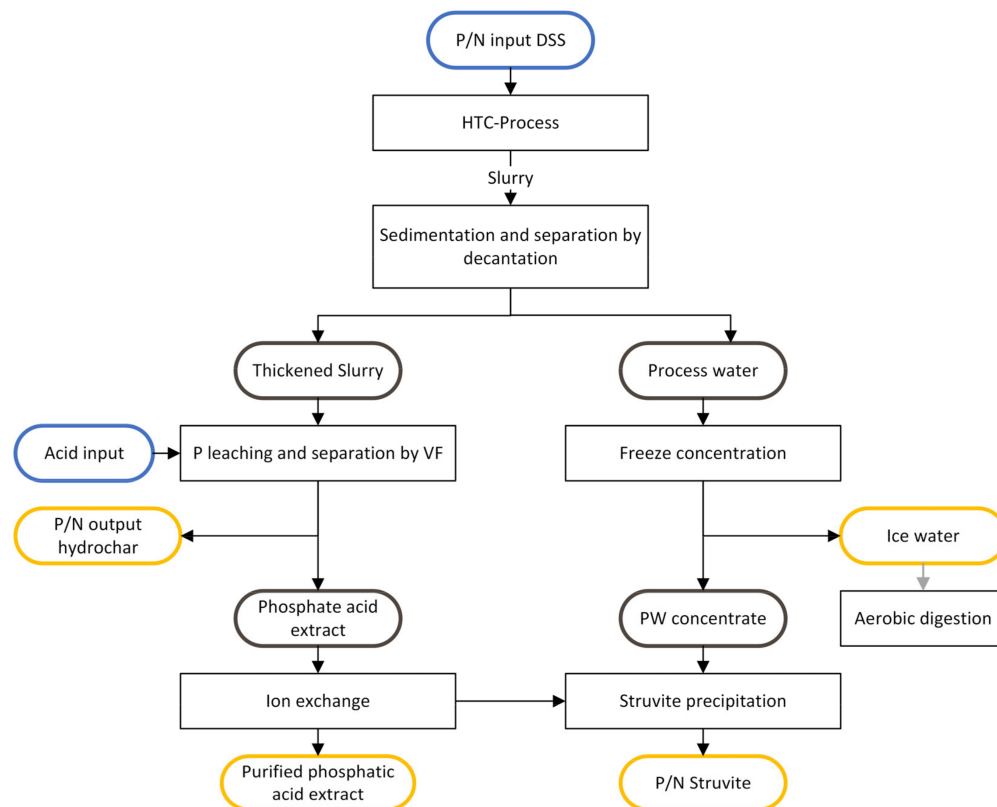 P/N input DSS
HTC-Process
Slurry
Sedimentation and separation by
decantation
Thickened Slurry
Process water
Acid input
P leaching and separation by VF
Freeze concentration
P/N output
hydrochar
Ice water
Phosphate acid
extract
PW concentrate
Aerobic digestion
Ion exchange
Struvite precipitation
Purified phosphatic
acid extract
P/N Struvite